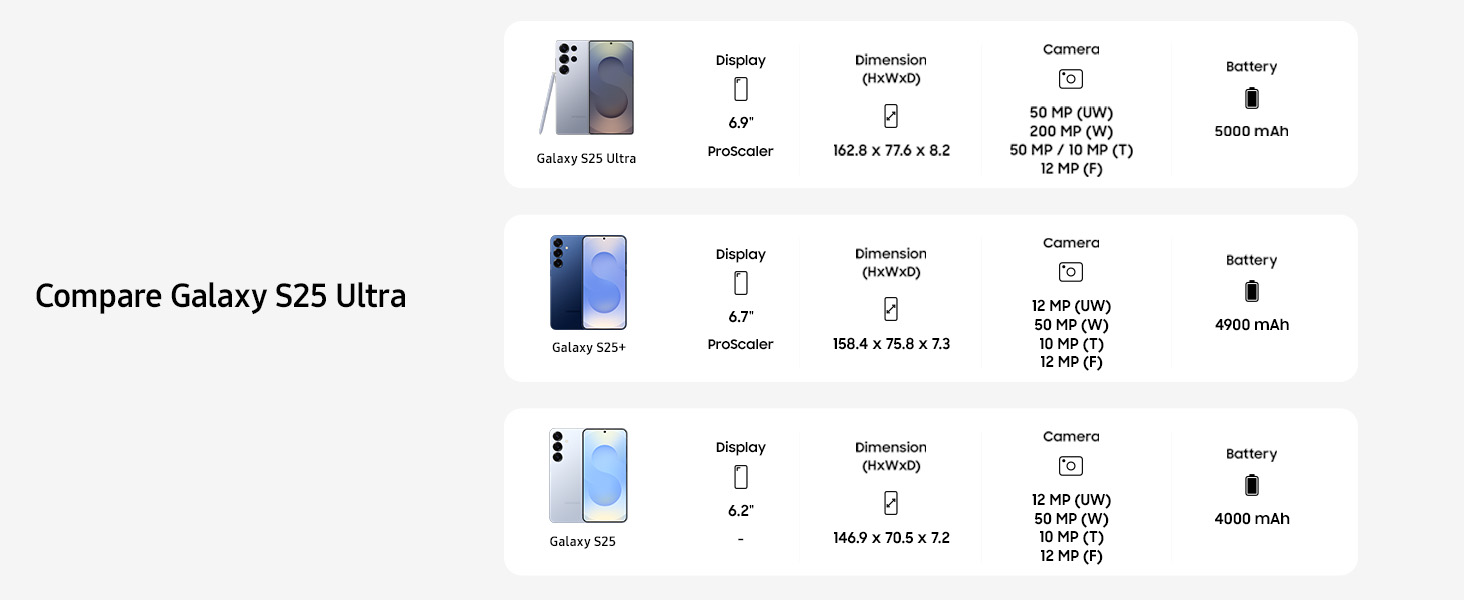 Compare Galaxy S25 Ultra
Galaxy S25 Ultra
Display
6.9"
ProScaler
Dimension
(HxWxD)
162.8 x 77.6 x 8.2
Camera
50 MP (UW)
200 MP (W)
50 MP / 10 MP (T)
12 MP (F)
Battery
5000 mAh
Galaxy S25+
Display
6.7"
ProScaler
Dimension
(HxWxD)
158.4 x 75.8 x 7.3
Camera
12 MP (UW)
50 MP (W)
10 MP (T)
12 MP (F)
Battery
4900 mAh
Galaxy S25
Display
6.2"
-
Dimension
(HxWxD)
146.9 x 70.5 x 7.2
Camera
12 MP (UW)
50 MP (W)
10 MP (T)
12 MP (F)
Battery
4000 mAh